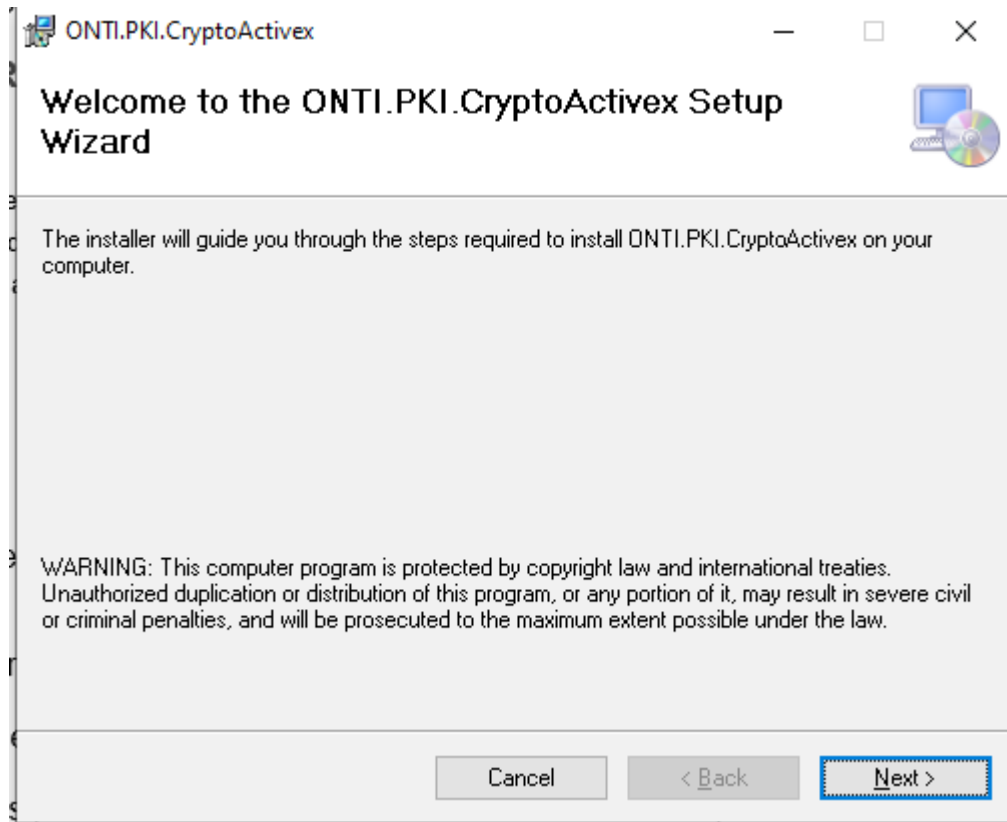 ONTI.PKI.CryptoActivex
Welcome to the ONTI.PKI.CryptoActivex Setup
Wizard
The installer will guide you through the steps required to install ONTI.PKI.CryptoActivex on your
computer.
WARNING: This computer program is protected by copyright law and international treaties.
Unauthorized duplication or distribution of this program, or any portion of it, may result in severe civil
or criminal penalties, and will be prosecuted to the maximum extent possible under the law.
Cancel < Back Next >